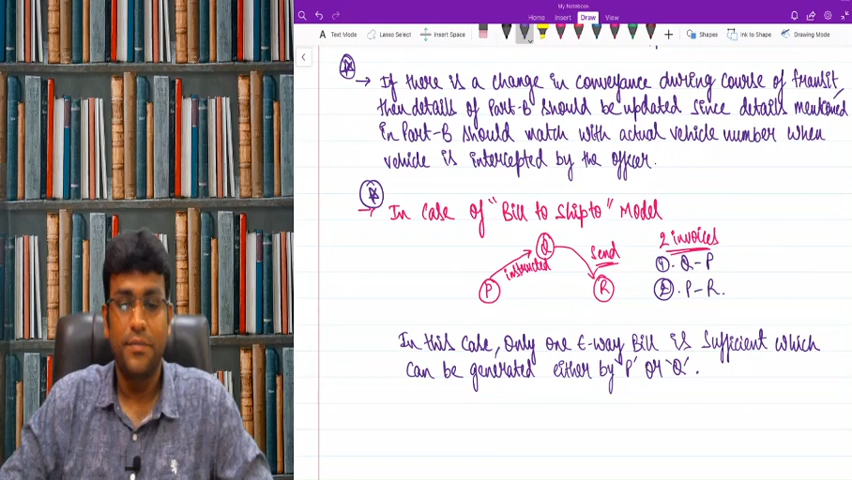 My Notebook
Home Insert Draw View
Text Mode Lasso Select Insert Space Shapes Ink to Shape Drawing Mode
→ If there is a change in conveyance during course of transit,
then details of Part-B should be updated since details mentioned
in Part-B should match with actual vehicle number when
vehicle is intercepted by the officer.
→ In Case of "Bill to Ship to" Model
Q
instructed
send
P
R
2 invoices
①. Q-P
②. P-R.
In this case, Only one E-way Bill is Sufficient which
can be generated either by 'P' or 'Q'.